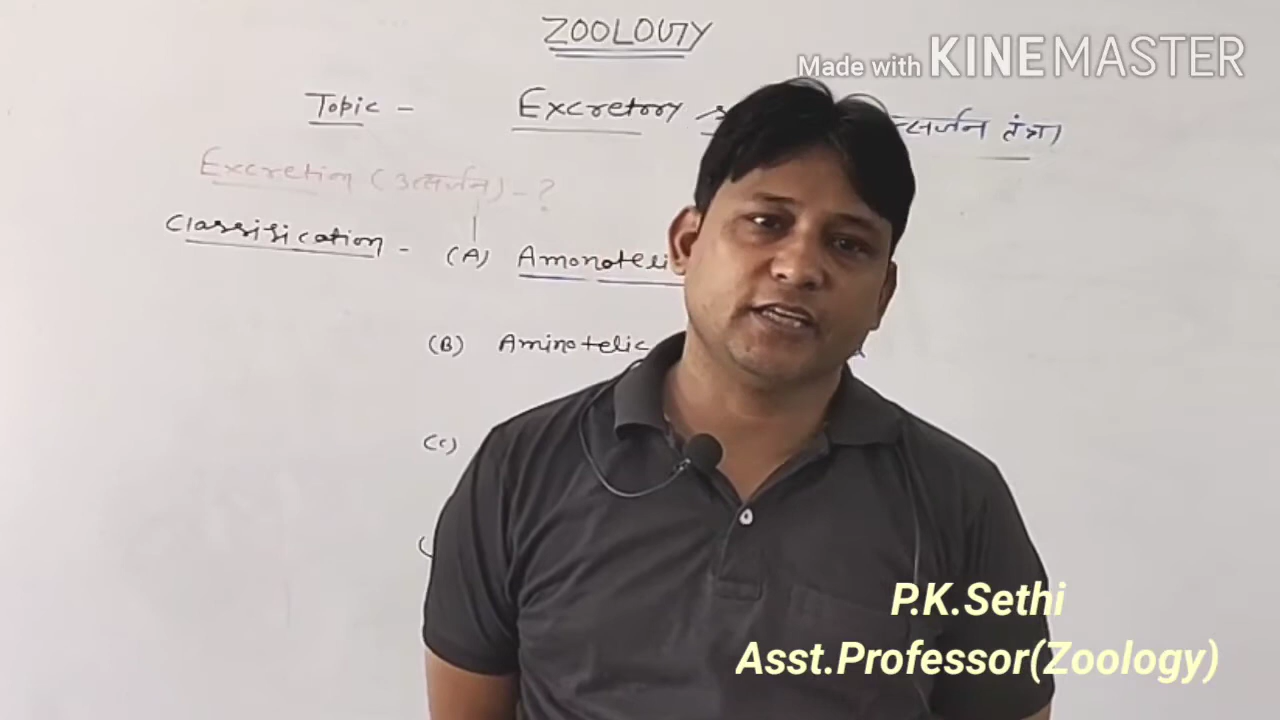 ZOOLOGY
Made with KINEMASTER
Topic - Excretory तंत्र।
Excretion (उत्सर्जन) - ?
Classification - (A) Amonoteli
(B) Aminotelic
(C)
P.K.Sethi
Asst.Professor(Zoology)